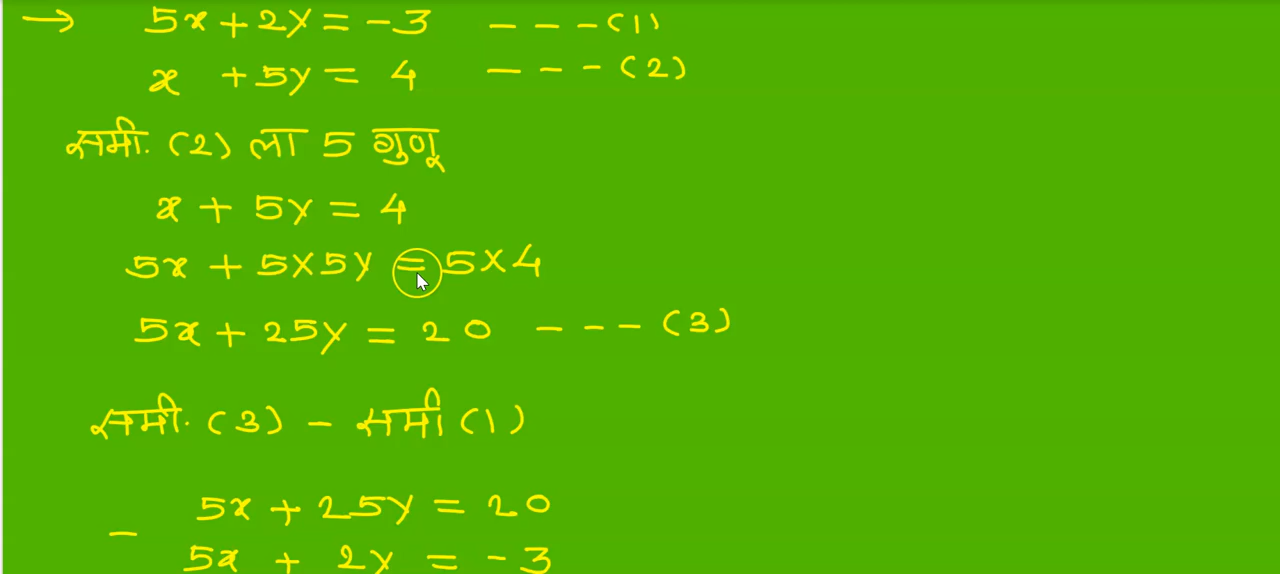 → 5x + 2y = -3 - - - (1)
x + 5y = 4 - - - (2)
समी. (2) ला 5 गुणू
x + 5y = 4
5x + 5×5y = 5×4
5x + 25y = 20 - - - (3)
समी. (3) - समी (1)
5x + 25y = 20
-
5x + 2y = -3